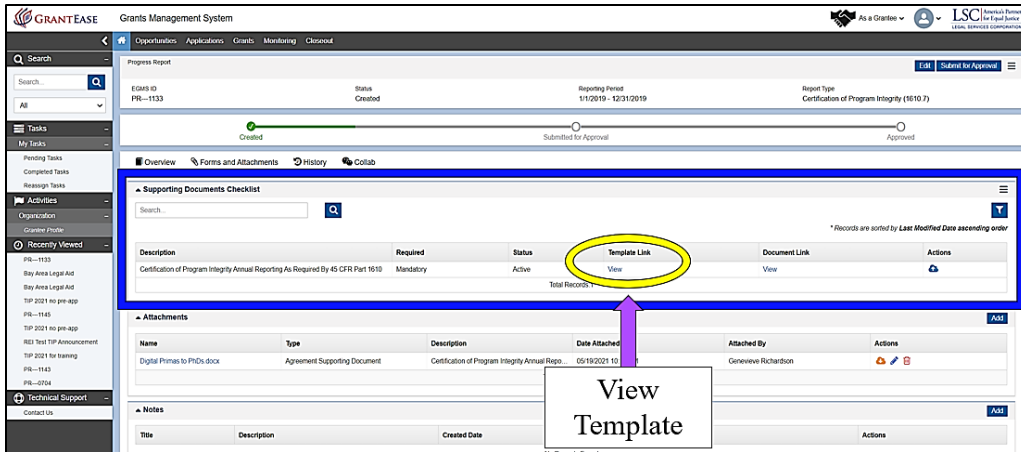 GRANTEASE Grants Management System As a Grantee LSC America's Partner for Equal Justice
LEGAL SERVICES CORPORATION
Opportunities Applications Grants Monitoring Closeout
Search
Search...
All
Tasks
My Tasks
Pending Tasks
Completed Tasks
Reassign Tasks
Activities
Organization
Grantee Profile
Recently Viewed
PR---1133
Bay Area Legal Aid
Bay Area Legal Aid
TIP 2021 no pre-app
PR---1145
TIP 2021 no pre-app
REI Test TIP Announcement
TIP 2021 for training
PR---1143
PR---0704
Technical Support
Contact Us
Progress Report Edit Submit for Approval
EGMS ID Status Reporting Period Report Type
PR---1133 Created 1/1/2019 - 12/31/2019 Certification of Program Integrity (1610.7)
Created Submitted for Approval Approved
Overview Forms and Attachments History Collab
Supporting Documents Checklist
Search...
* Records are sorted by Last Modified Date ascending order
Description Required Status Template Link Document Link Actions
Certification of Program Integrity Annual Reporting As Required By 45 CFR Part 1610 Mandatory Active View View
Total Records:1
Attachments Add
Name Type Description Date Attached Attached By Actions
Digital Primas to PhDs.docx Agreement Supporting Document Certification of Program Integrity Annual Repo... 05/19/2021 10 Genevieve Richardson
Notes Add
Title Description Created Date Actions
View
Template